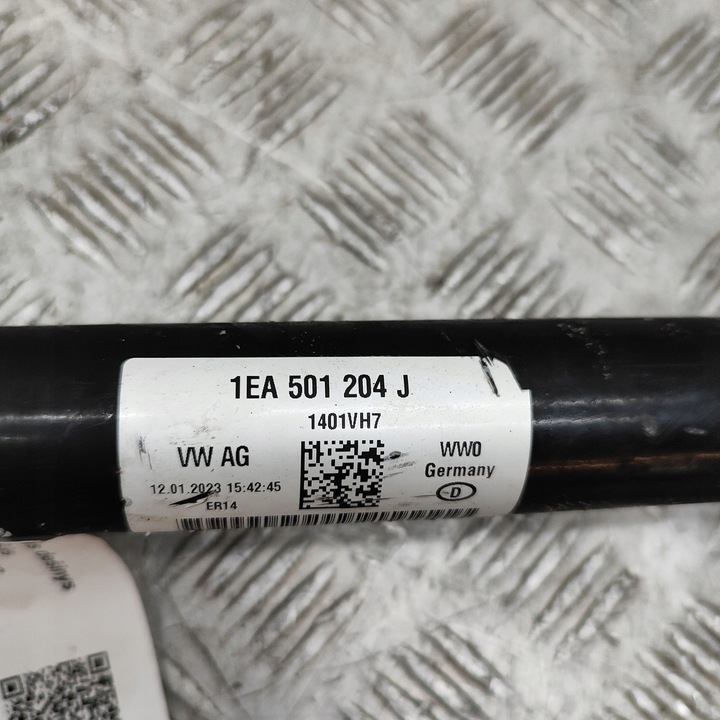 1EA 501 204 J
1401VH7
VW AG
WW0
Germany
12.01.2023 15:42:45
D
ER14